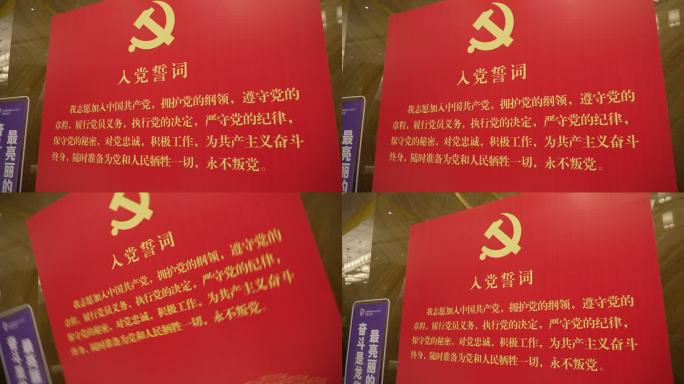 入党誓词
我志愿加入中国共产党，拥护党的纲领，遵守党的
章程，履行党员义务，执行党的决定，严守党的纪律，
保守党的秘密，对党忠诚，积极工作，为共产主义奋斗
终身，随时准备为党和人民牺牲一切，永不叛党。
最亮丽的
入党誓词
我志愿加入中国共产党，拥护党的纲领，遵守党的
章程，履行党员义务，执行党的决定，严守党的纪律，
保守党的秘密，对党忠诚，积极工作，为共产主义奋斗
终身，随时准备为党和人民牺牲一切，永不叛党。
最亮丽的
入党誓词
我志愿加入中国共产党，拥护党的纲领，遵守党的
章程，履行党员义务，执行党的决定，严守党的纪律，
保守党的秘密，对党忠诚，积极工作，为共产主义奋斗
终身，随时准备为党和人民牺牲一切，永不叛党。
最亮丽
奋斗是
入党誓词
我志愿加入中国共产党，拥护党的纲领，遵守党的
章程，履行党员义务，执行党的决定，严守党的纪律，
保守党的秘密，对党忠诚，积极工作，为共产主义奋斗
终身，随时准备为党和人民牺牲一切，永不叛党。
最亮丽的
奋斗是龙